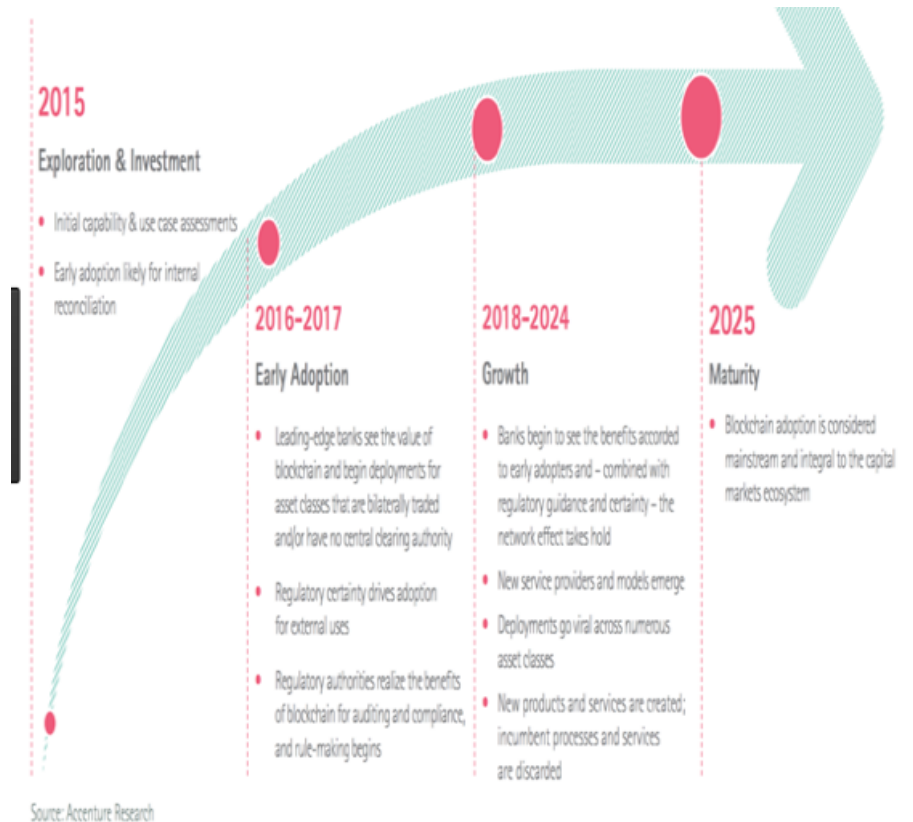 2015
Exploration & Investment
• Initial capability & use case assessments
• Early adoption likely for internal
reconciliation
2016–2017
Early Adoption
• Leading-edge banks see the value of
blockchain and begin deployments for
asset classes that are bilaterally traded
and/or have no central clearing authority
• Regulatory certainty drives adoption
for external uses
• Regulatory authorities realize the benefits
of blockchain for auditing and compliance,
and rule-making begins
2018–2024
Growth
• Banks begin to see the benefits accorded
to early adopters and – combined with
regulatory guidance and certainty – the
network effect takes hold
• New service providers and models emerge
• Deployments go viral across numerous
asset classes
• New products and services are created;
incumbent processes and services
are discarded
2025
Maturity
• Blockchain adoption is considered
mainstream and integral to the capital
markets ecosystem
Source: Accenture Research